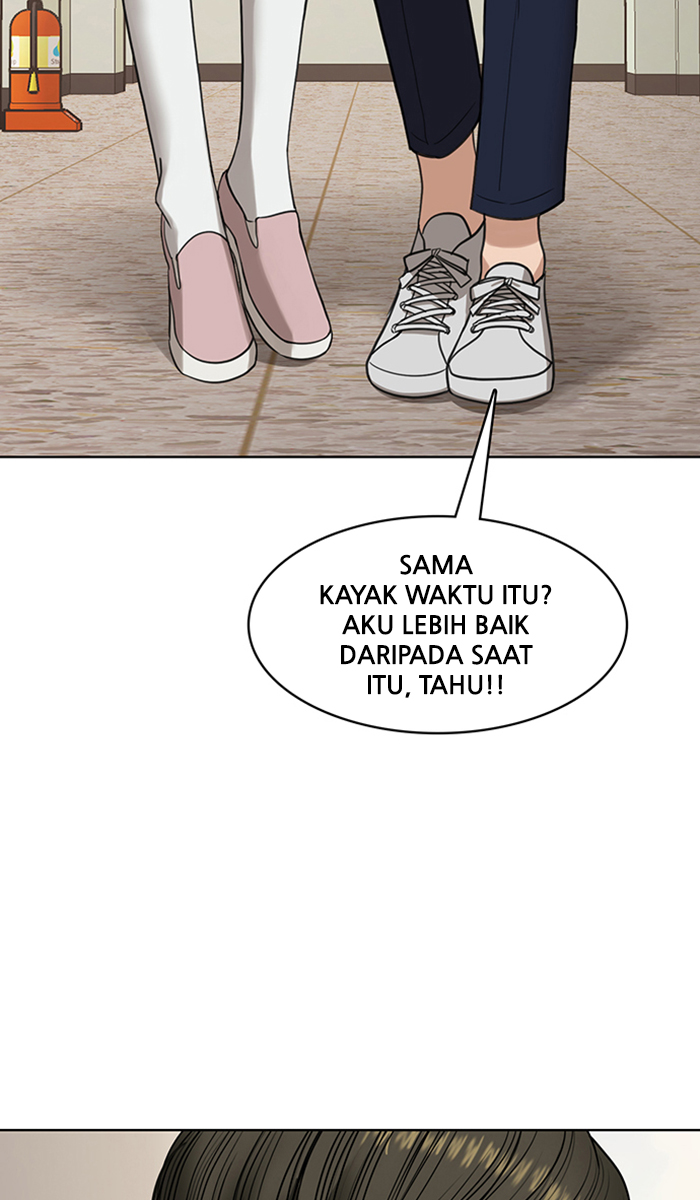 SAMA
KAYAK WAKTU ITU?
AKU LEBIH BAIK
DARIPADA SAAT
ITU, TAHU!!